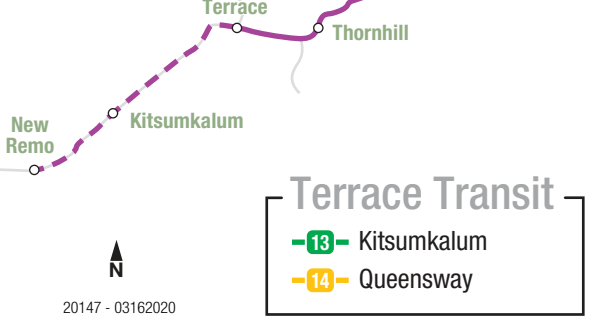 Terrace
Thornhill
New
Remo
Kitsumkalum
Terrace Transit
13 Kitsumkalum
14 Queensway
N
20147 - 03162020